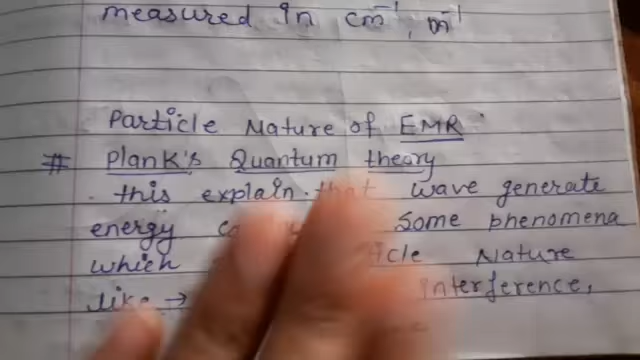 measured in cm⁻¹, m⁻¹
Particle Nature of EMR
# Plank's Quantum theory
this explain that wave generate
energy some phenomena
which Nature
like → interference,